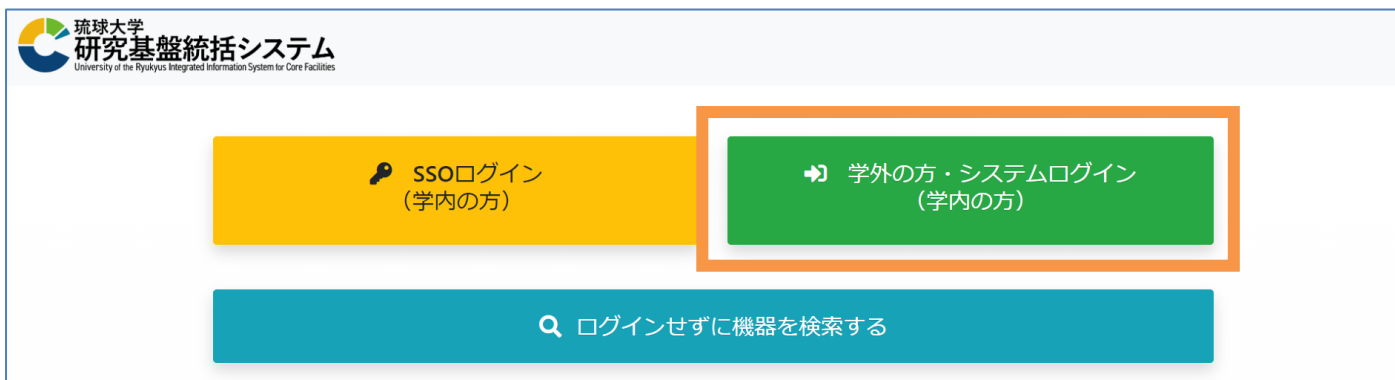 琉球大学
研究基盤統括システム
University of the Ryukyus Integrated Information System for Core Facilities
SSOログイン
（学内の方）
学外の方・システムログイン
（学内の方）
ログインせずに機器を検索する